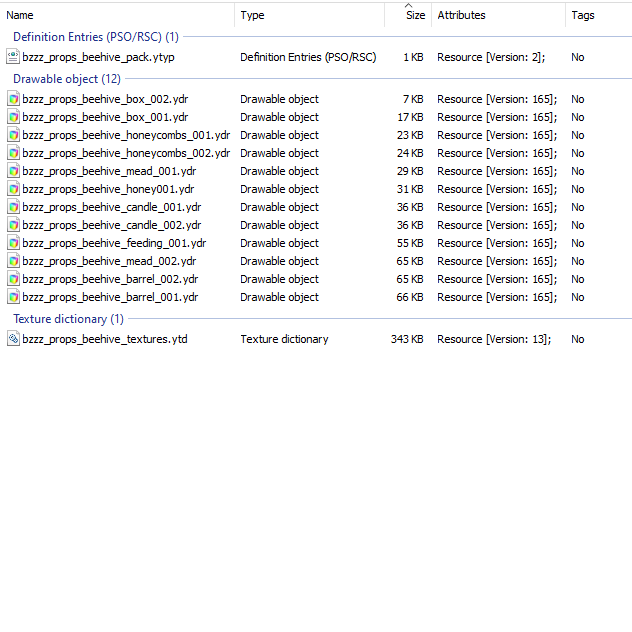 Name Type Size Attributes Tags
Definition Entries (PSO/RSC) (1)
bzzz_props_beehive_pack.ytyp Definition Entries (PSO/RSC) 1 KB Resource [Version: 2]; No
Drawable object (12)
bzzz_props_beehive_box_002.ydr Drawable object 7 KB Resource [Version: 165]; No
bzzz_props_beehive_box_001.ydr Drawable object 17 KB Resource [Version: 165]; No
bzzz_props_beehive_honeycombs_001.ydr Drawable object 23 KB Resource [Version: 165]; No
bzzz_props_beehive_honeycombs_002.ydr Drawable object 24 KB Resource [Version: 165]; No
bzzz_props_beehive_mead_001.ydr Drawable object 29 KB Resource [Version: 165]; No
bzzz_props_beehive_honey001.ydr Drawable object 31 KB Resource [Version: 165]; No
bzzz_props_beehive_candle_001.ydr Drawable object 36 KB Resource [Version: 165]; No
bzzz_props_beehive_candle_002.ydr Drawable object 36 KB Resource [Version: 165]; No
bzzz_props_beehive_feeding_001.ydr Drawable object 55 KB Resource [Version: 165]; No
bzzz_props_beehive_mead_002.ydr Drawable object 65 KB Resource [Version: 165]; No
bzzz_props_beehive_barrel_002.ydr Drawable object 65 KB Resource [Version: 165]; No
bzzz_props_beehive_barrel_001.ydr Drawable object 66 KB Resource [Version: 165]; No
Texture dictionary (1)
bzzz_props_beehive_textures.ytd Texture dictionary 343 KB Resource [Version: 13]; No